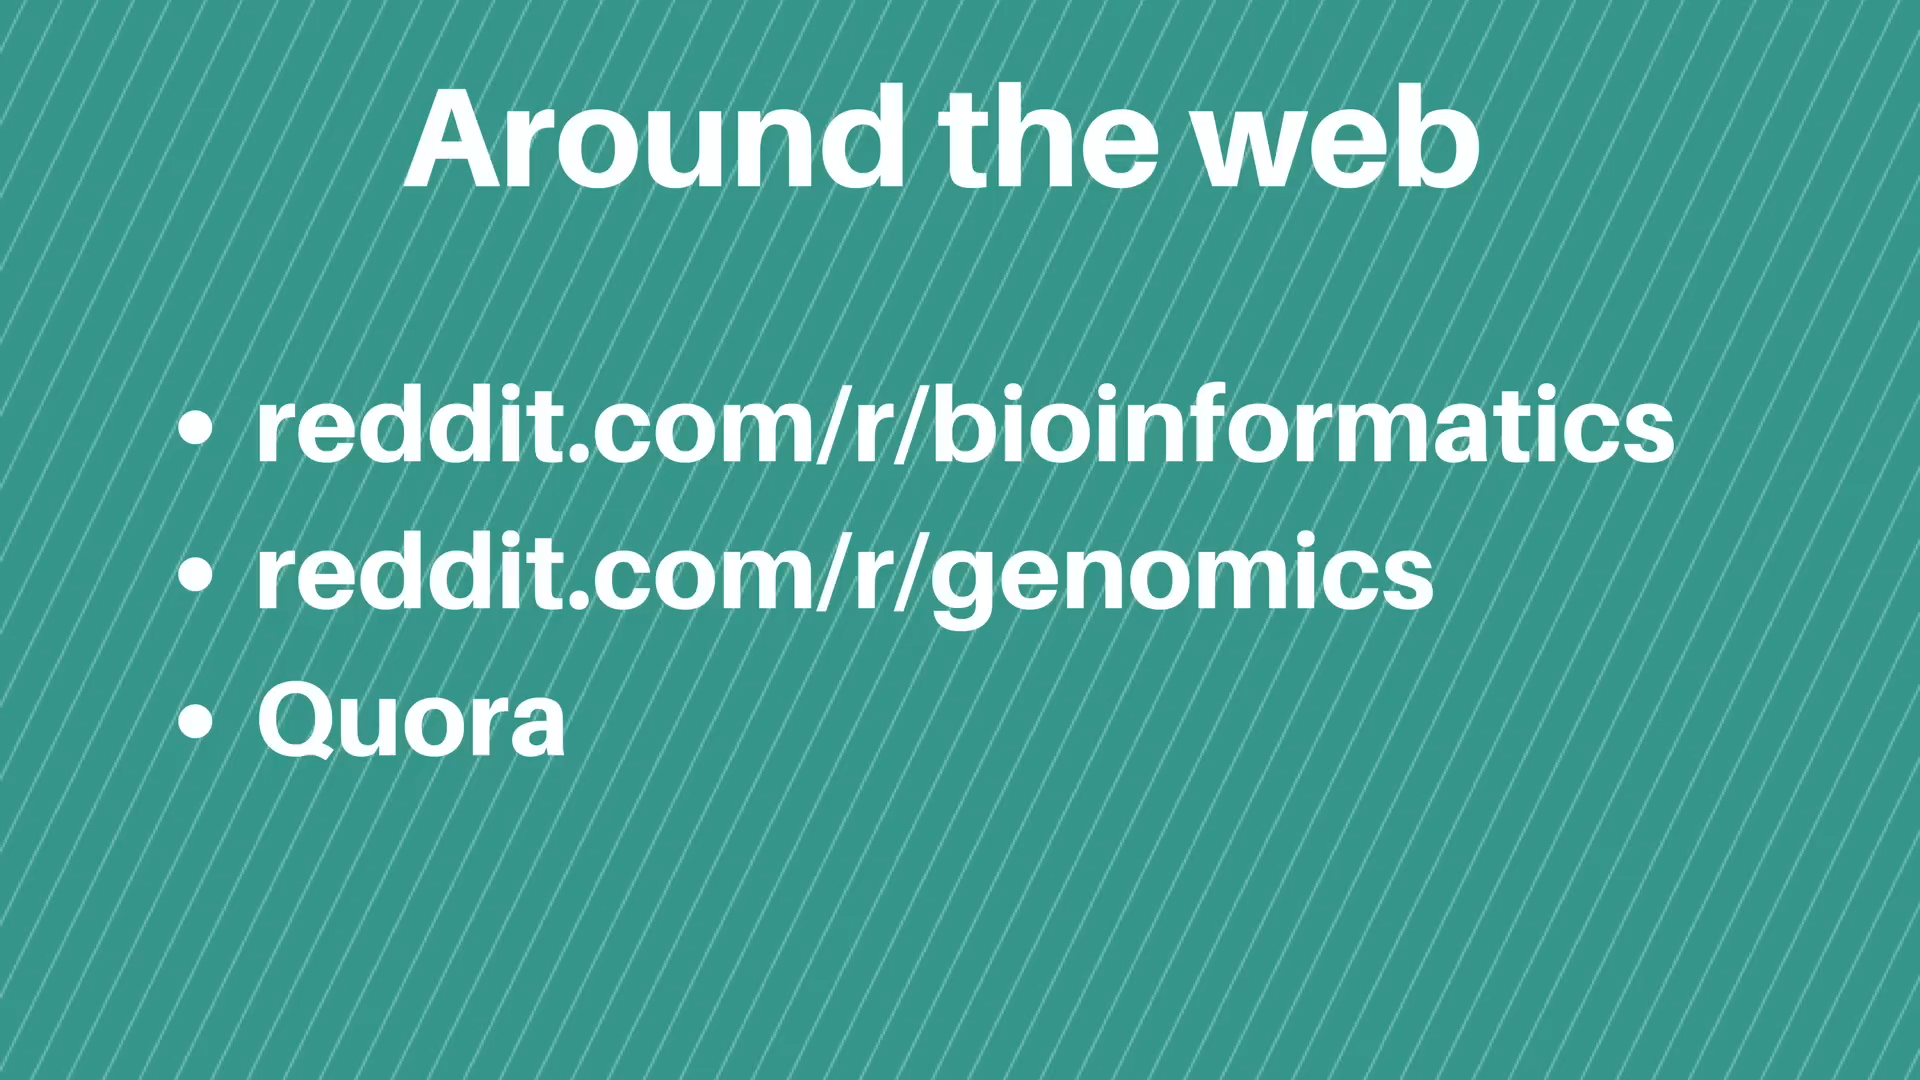 Around the web
• reddit.com/r/bioinformatics
• reddit.com/r/genomics
• Quora